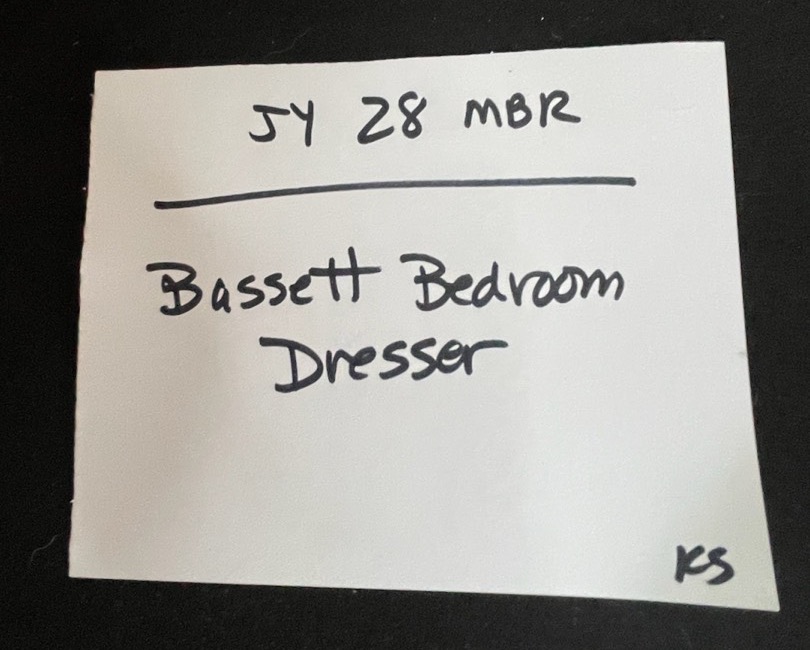 JY 28 MBR
Bassett Bedroom
Dresser
KS